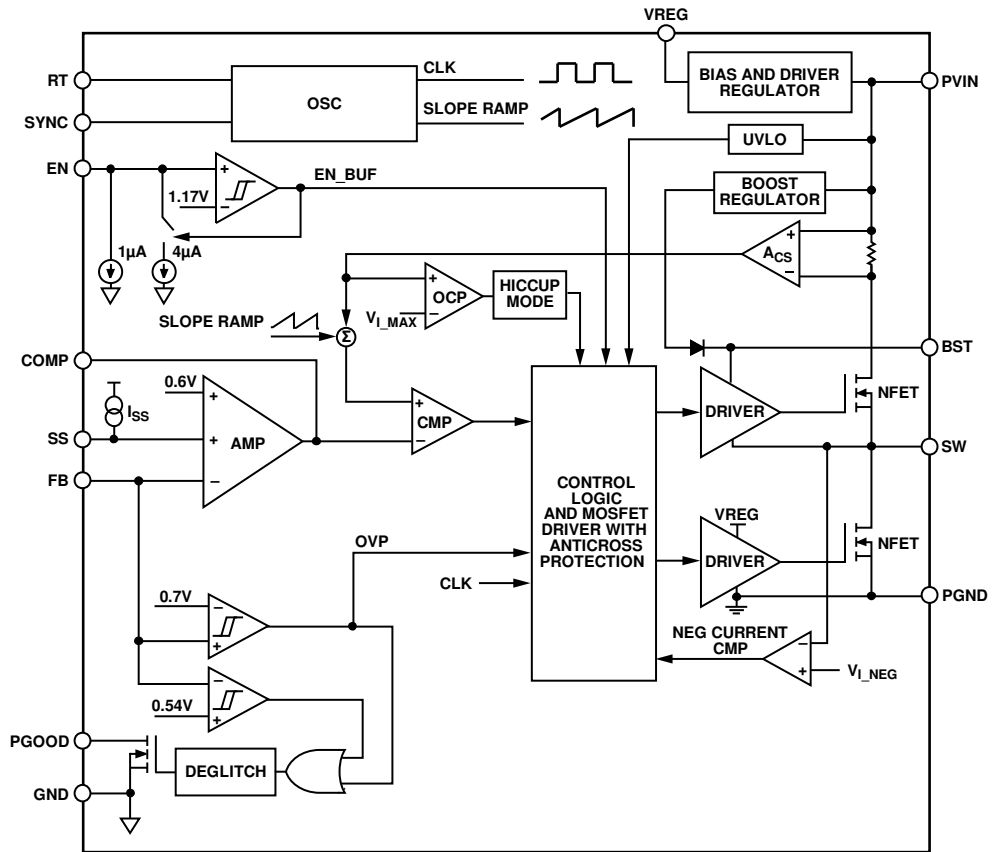 VREG
RT
OSC
CLK
SLOPE RAMP
SYNC
BIAS AND DRIVER
REGULATOR
PVIN
UVLO
EN
+
1.17V
−
EN_BUF
BOOST
REGULATOR
1µA
4µA
+
ACS
−
+
OCP
−
VI_MAX
HICCUP
MODE
SLOPE RAMP
Σ
COMP
BST
0.6V
+
ISS
SS
+
AMP
FB
−
+
CMP
−
DRIVER
NFET
SW
CONTROL
LOGIC
AND MOSFET
DRIVER WITH
ANTICROSS
PROTECTION
VREG
DRIVER
NFET
OVP
CLK
PGND
0.7V
−
+
NEG CURRENT
CMP
−
+
VI_NEG
−
0.54V
+
PGOOD
DEGLITCH
GND